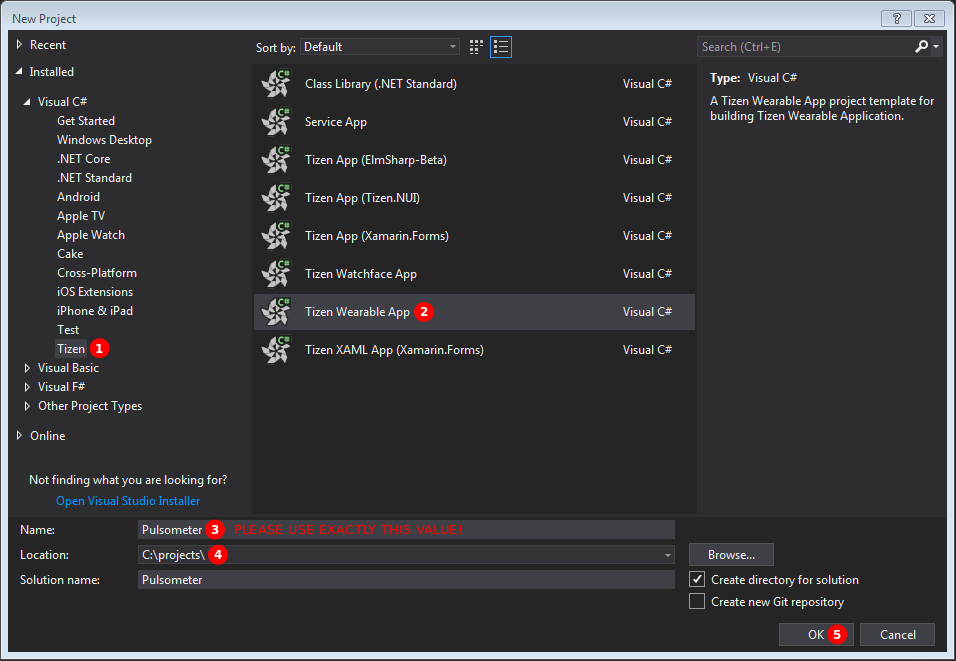 New Project
Recent
Installed
Visual C#
Get Started
Windows Desktop
.NET Core
.NET Standard
Android
Apple TV
Apple Watch
Cake
Cross-Platform
iOS Extensions
iPhone & iPad
Test
Tizen 1
Visual Basic
Visual F#
Other Project Types
Online
Not finding what you are looking for?
Open Visual Studio Installer
Sort by: Default
C# Class Library (.NET Standard) Visual C#
C# Service App Visual C#
C# Tizen App (ElmSharp-Beta) Visual C#
C# Tizen App (Tizen.NUI) Visual C#
C# Tizen App (Xamarin.Forms) Visual C#
C# Tizen Watchface App Visual C#
C# Tizen Wearable App 2 Visual C#
C# Tizen XAML App (Xamarin.Forms) Visual C#
Search (Ctrl+E)
Type: Visual C#
A Tizen Wearable App project template for
building Tizen Wearable Application.
Name: Pulsometer 3 PLEASE USE EXACTLY THIS VALUE!
Location: C:\projects\ 4
Browse...
Solution name: Pulsometer
Create directory for solution
Create new Git repository
OK 5 Cancel